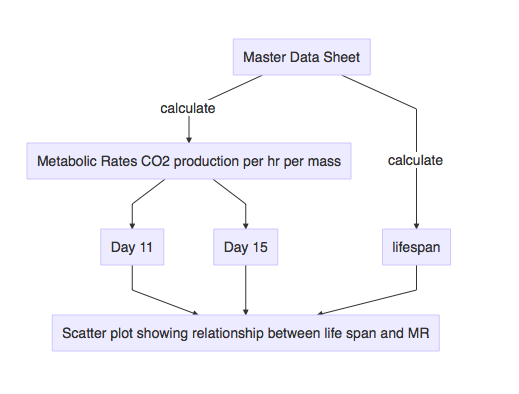 Master Data Sheet
calculate
Metabolic Rates CO2 production per hr per mass
calculate
Day 11
Day 15
lifespan
Scatter plot showing relationship between life span and MR